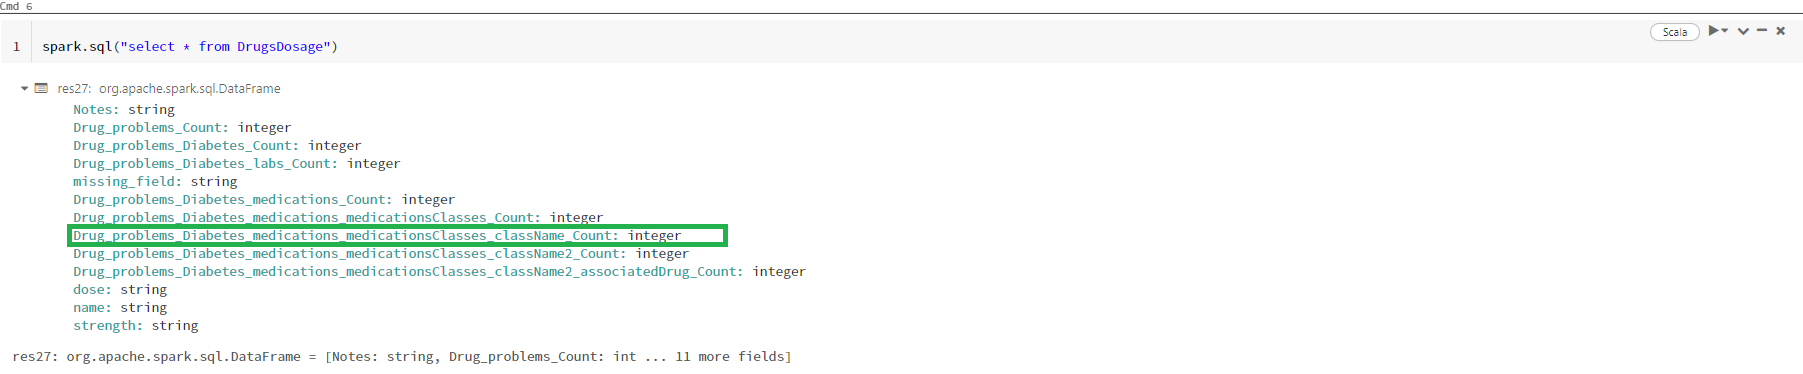 Cmd 6
1 spark.sql("select * from DrugsDosage")
Scala
res27: org.apache.spark.sql.DataFrame
Notes: string
Drug_problems_Count: integer
Drug_problems_Diabetes_Count: integer
Drug_problems_Diabetes_labs_Count: integer
missing_field: string
Drug_problems_Diabetes_medications_Count: integer
Drug_problems_Diabetes_medications_medicationsClasses_Count: integer
Drug_problems_Diabetes_medications_medicationsClasses_className_Count: integer
Drug_problems_Diabetes_medications_medicationsClasses_className2_Count: integer
Drug_problems_Diabetes_medications_medicationsClasses_className2_associatedDrug_Count: integer
dose: string
name: string
strength: string
res27: org.apache.spark.sql.DataFrame = [Notes: string, Drug_problems_Count: int ... 11 more fields]